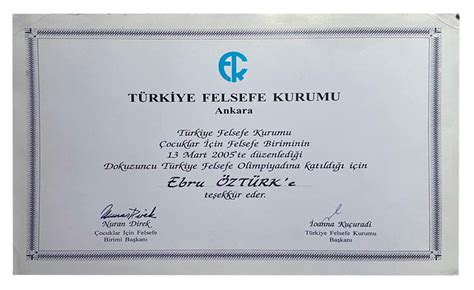 TÜRKİYE FELSEFE KURUMU
Ankara
Türkiye Felsefe Kurumu
Çocuklar İçin Felsefe Biriminin
13 Mart 2005'te düzenlediği
Dokuzuncu Türkiye Felsefe Olimpiyadına katıldığı için
Ebru ÖZTÜRK'e
teşekkür eder.
Nuran Direk
Nuran Direk
Çocuklar İçin Felsefe
Birimi Başkanı
İoanna Kuçuradi
Türkiye Felsefe Kurumu
Başkanı